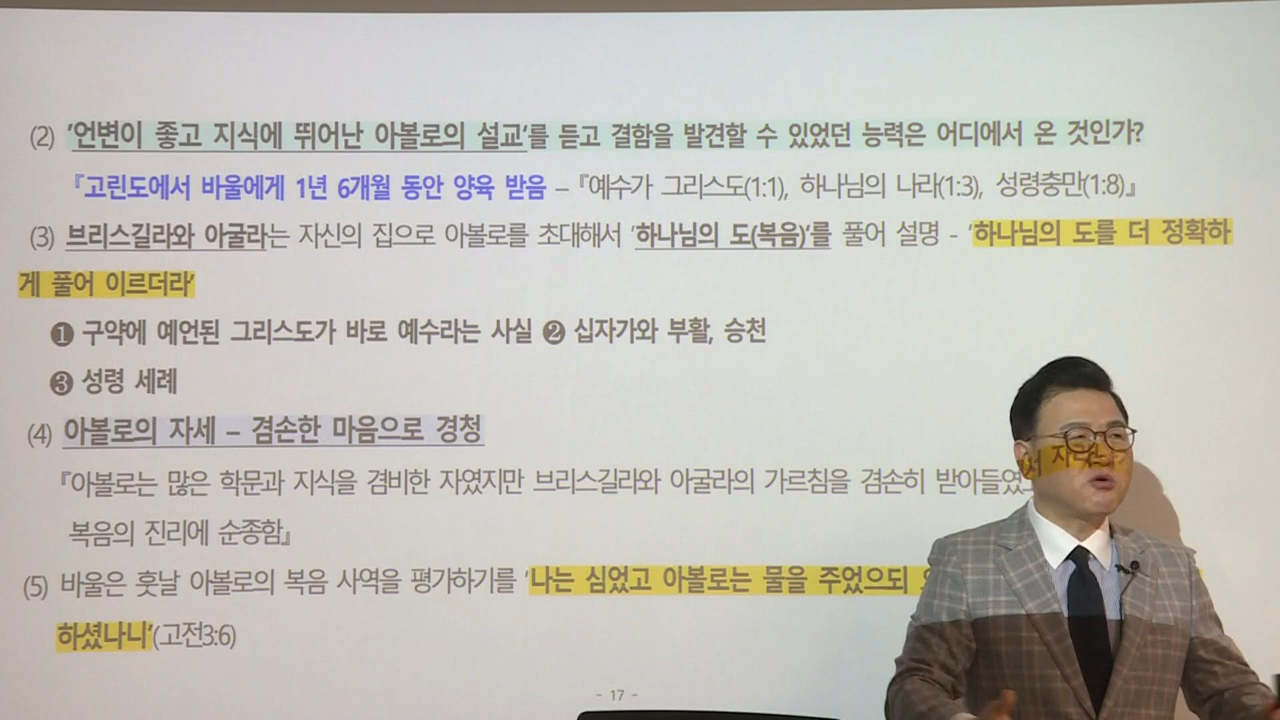 (2) '언변이 좋고 지식에 뛰어난 아볼로의 설교'를 듣고 결함을 발견할 수 있었던 능력은 어디에서 온 것인가?
『고린도에서 바울에게 1년 6개월 동안 양육 받음 – 『예수가 그리스도(1:1), 하나님의 나라(1:3), 성령충만(1:8)』
(3) 브리스길라와 아굴라는 자신의 집으로 아볼로를 초대해서 '하나님의 도(복음)'를 풀어 설명 - '하나님의 도를 더 정확하
게 풀어 이르더라'
❶ 구약에 예언된 그리스도가 바로 예수라는 사실 ❷ 십자가와 부활, 승천
❸ 성령 세례
(4) 아볼로의 자세 – 겸손한 마음으로 경청
『아볼로는 많은 학문과 지식을 겸비한 자였지만 브리스길라와 아굴라의 가르침을 겸손히 받아들였
복음의 진리에 순종함』
(5) 바울은 훗날 아볼로의 복음 사역을 평가하기를 '나는 심었고 아볼로는 물을 주었으되
하셨나니'(고전3:6)
- 17 -